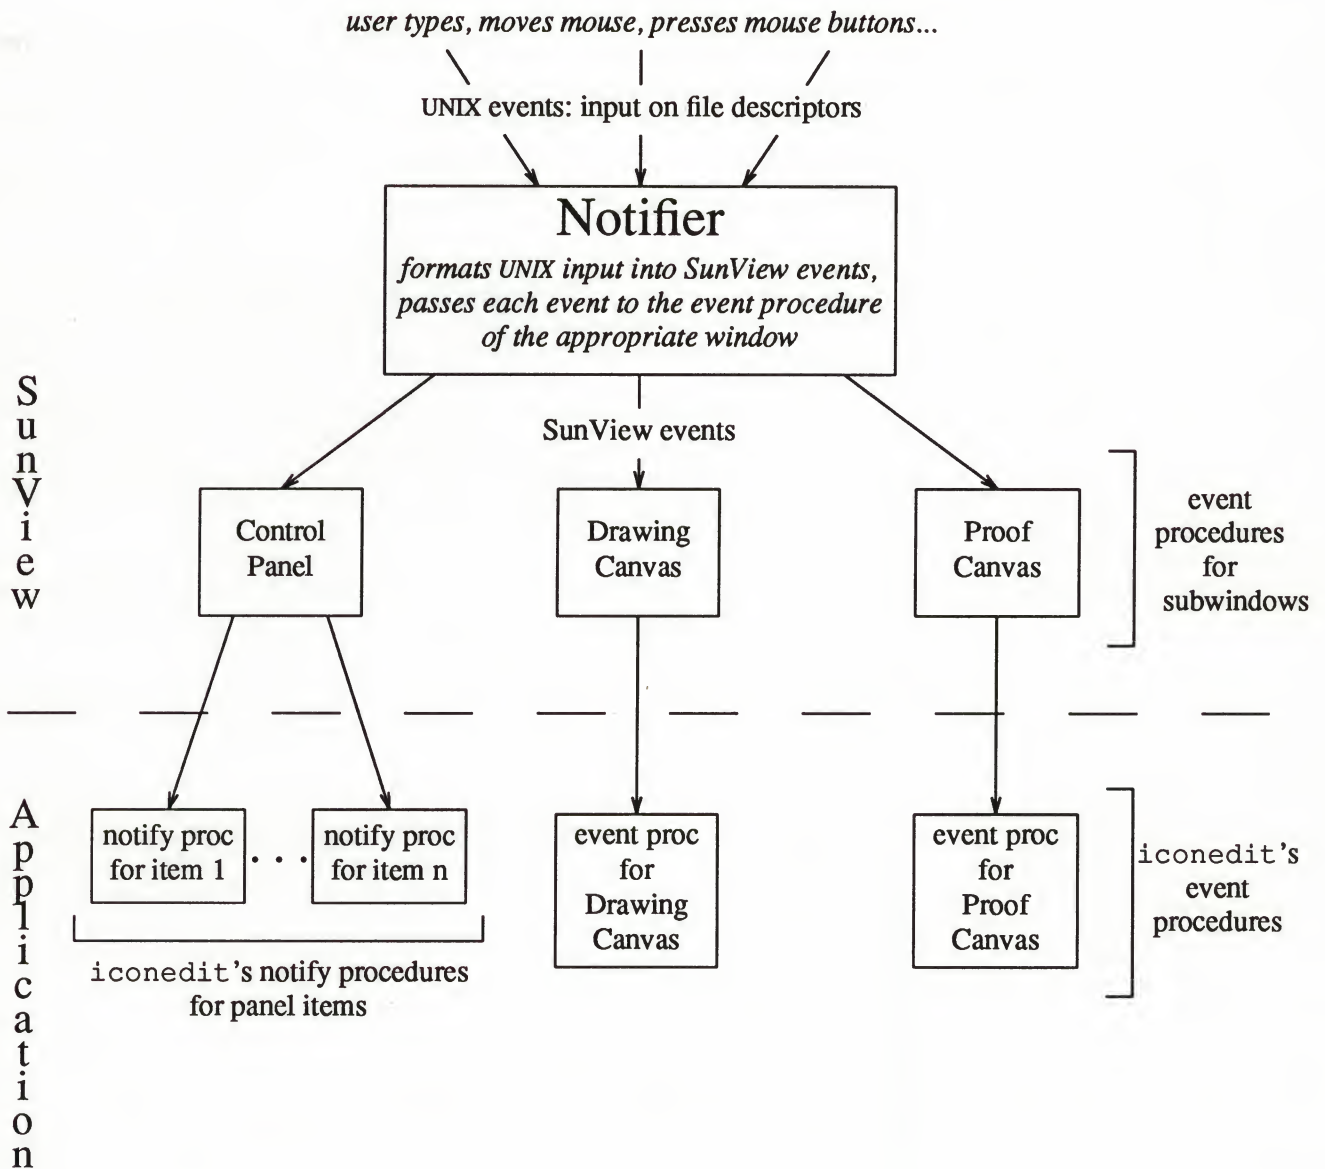 user types, moves mouse, presses mouse buttons...
UNIX events: input on file descriptors
Notifier
formats UNIX input into SunView events,
passes each event to the event procedure
of the appropriate window
SunView
SunView events
Control
Panel
Drawing
Canvas
Proof
Canvas
event
procedures
for
subwindows
Application
notify proc
for item 1
. . .
notify proc
for item n
event proc
for
Drawing
Canvas
event proc
for
Proof
Canvas
iconedit's
event
procedures
iconedit's notify procedures
for panel items